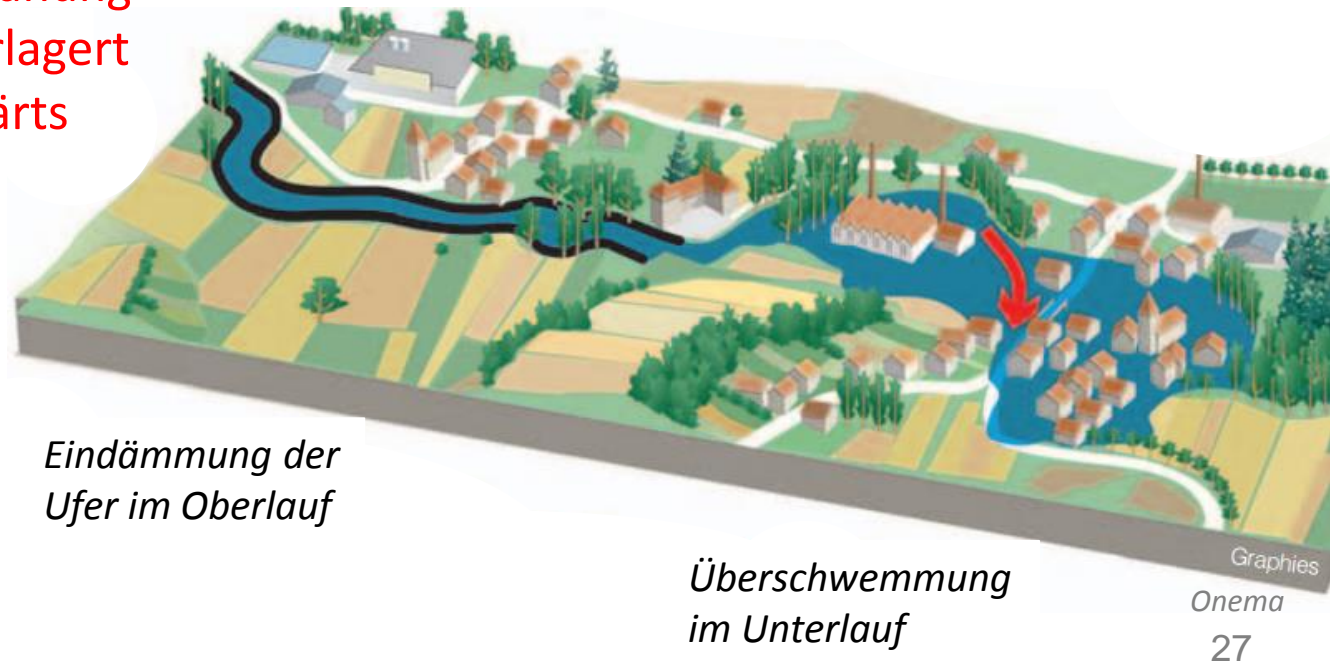 rlagert
ärts
Eindämmung der
Ufer im Oberlauf
Überschwemmung
im Unterlauf
Graphies
Onema
27